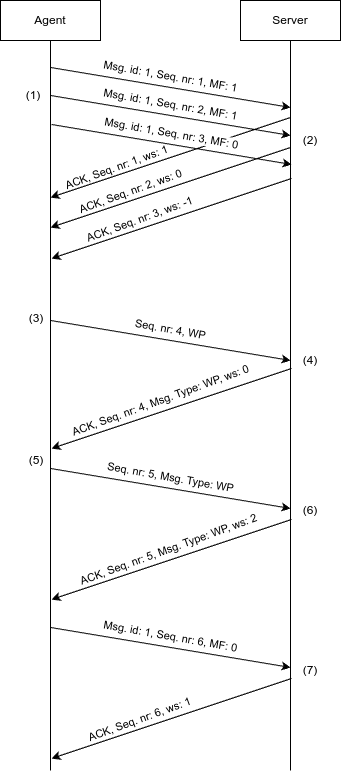 Agent
Server
Msg. id: 1, Seq. nr: 1, MF: 1
(1)
Msg. id: 1, Seq. nr: 2, MF: 1
Msg. id: 1, Seq. nr: 3, MF: 0
(2)
ACK, Seq. nr: 1, ws: 1
ACK, Seq. nr: 2, ws: 0
ACK, Seq. nr: 3, ws: -1
(3)
Seq. nr: 4, WP
(4)
ACK, Seq. nr: 4, Msg. Type: WP, ws: 0
(5)
Seq. nr: 5, Msg. Type: WP
(6)
ACK, Seq. nr: 5, Msg. Type: WP, ws: 2
Msg. id: 1, Seq. nr: 6, MF: 0
(7)
ACK, Seq. nr: 6, ws: 1